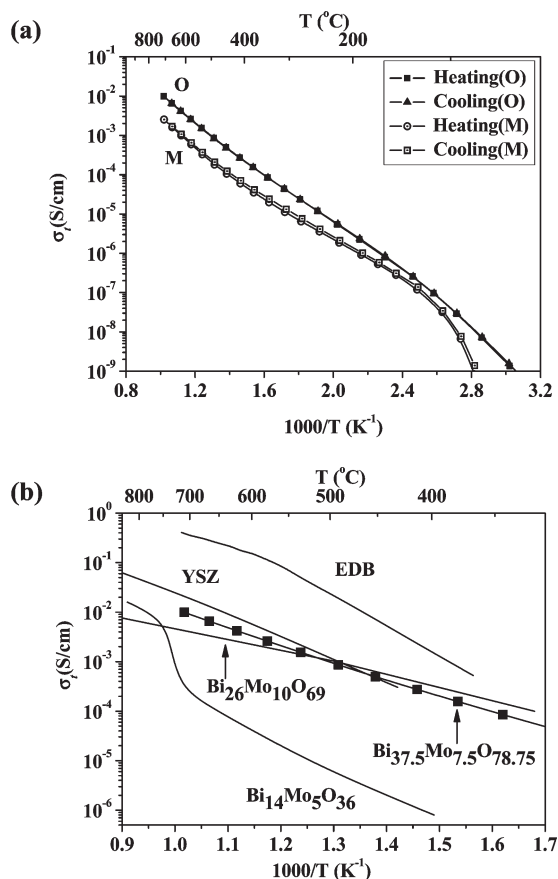 (a)
T (°C)
800 600 400 200
10⁻¹
10⁻²
10⁻³
10⁻⁴
10⁻⁵
10⁻⁶
10⁻⁷
10⁻⁸
10⁻⁹
σt(S/cm)
O
M
Heating(O)
Cooling(O)
Heating(M)
Cooling(M)
0.8 1.2 1.6 2.0 2.4 2.8 3.2
1000/T (K⁻¹)
(b)
T (°C)
800 700 600 500 400
10⁰
10⁻¹
10⁻²
10⁻³
10⁻⁴
10⁻⁵
10⁻⁶
σt(S/cm)
YSZ
EDB
Bi₂₆Mo₁₀O₆₉
Bi₃₇.₅Mo₇.₅O₇₈.₇₅
Bi₁₄Mo₅O₃₆
0.9 1.0 1.1 1.2 1.3 1.4 1.5 1.6 1.7
1000/T (K⁻¹)